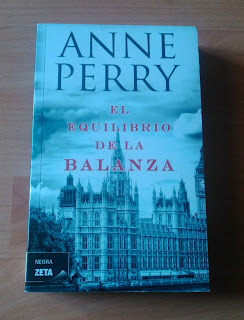 ANNE
PERRY
EL
EQUILIBRIO
DE LA
BALANZA
NEGRA
ZETA